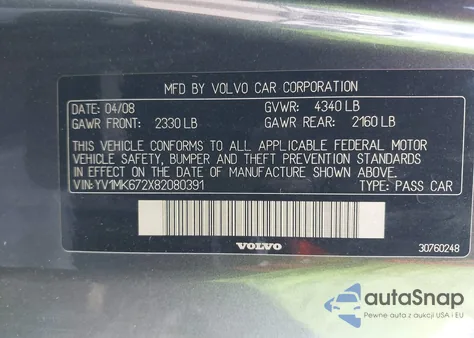 MFD BY VOLVO CAR CORPORATION
DATE: 04/08 GVWR: 4340 LB
GAWR FRONT: 2330 LB GAWR REAR: 2160 LB
THIS VEHICLE CONFORMS TO ALL APPLICABLE FEDERAL MOTOR
VEHICLE SAFETY, BUMPER AND THEFT PREVENTION STANDARDS
IN EFFECT ON THE DATE OF MANUFACTURE SHOWN ABOVE.
VIN: YV1MK672X82080391 TYPE: PASS CAR
VOLVO 30760248
autoSnap
Pewne auta z aukcji USA i EU